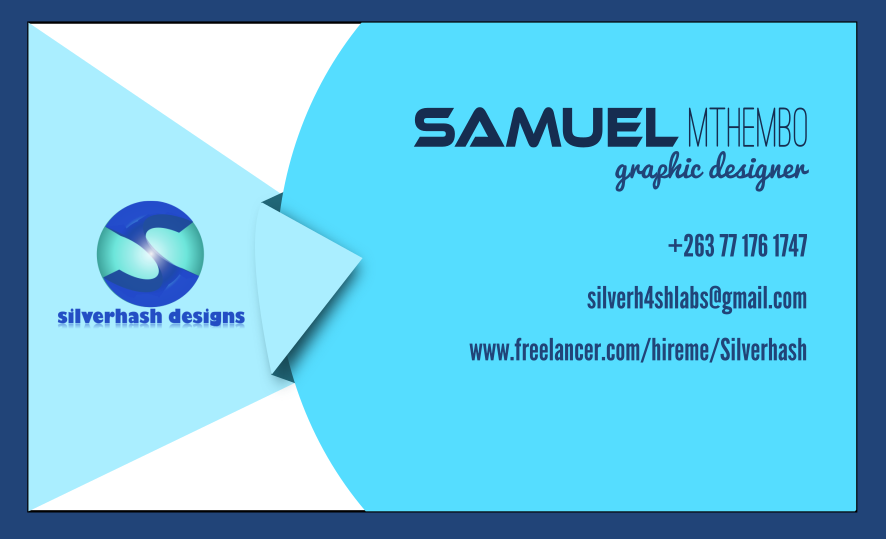 SAMUEL MTHEMBO
graphic designer
+263 77 176 1747
silverh4shlabs@gmail.com
www.freelancer.com/hireme/Silverhash
silverhash designs